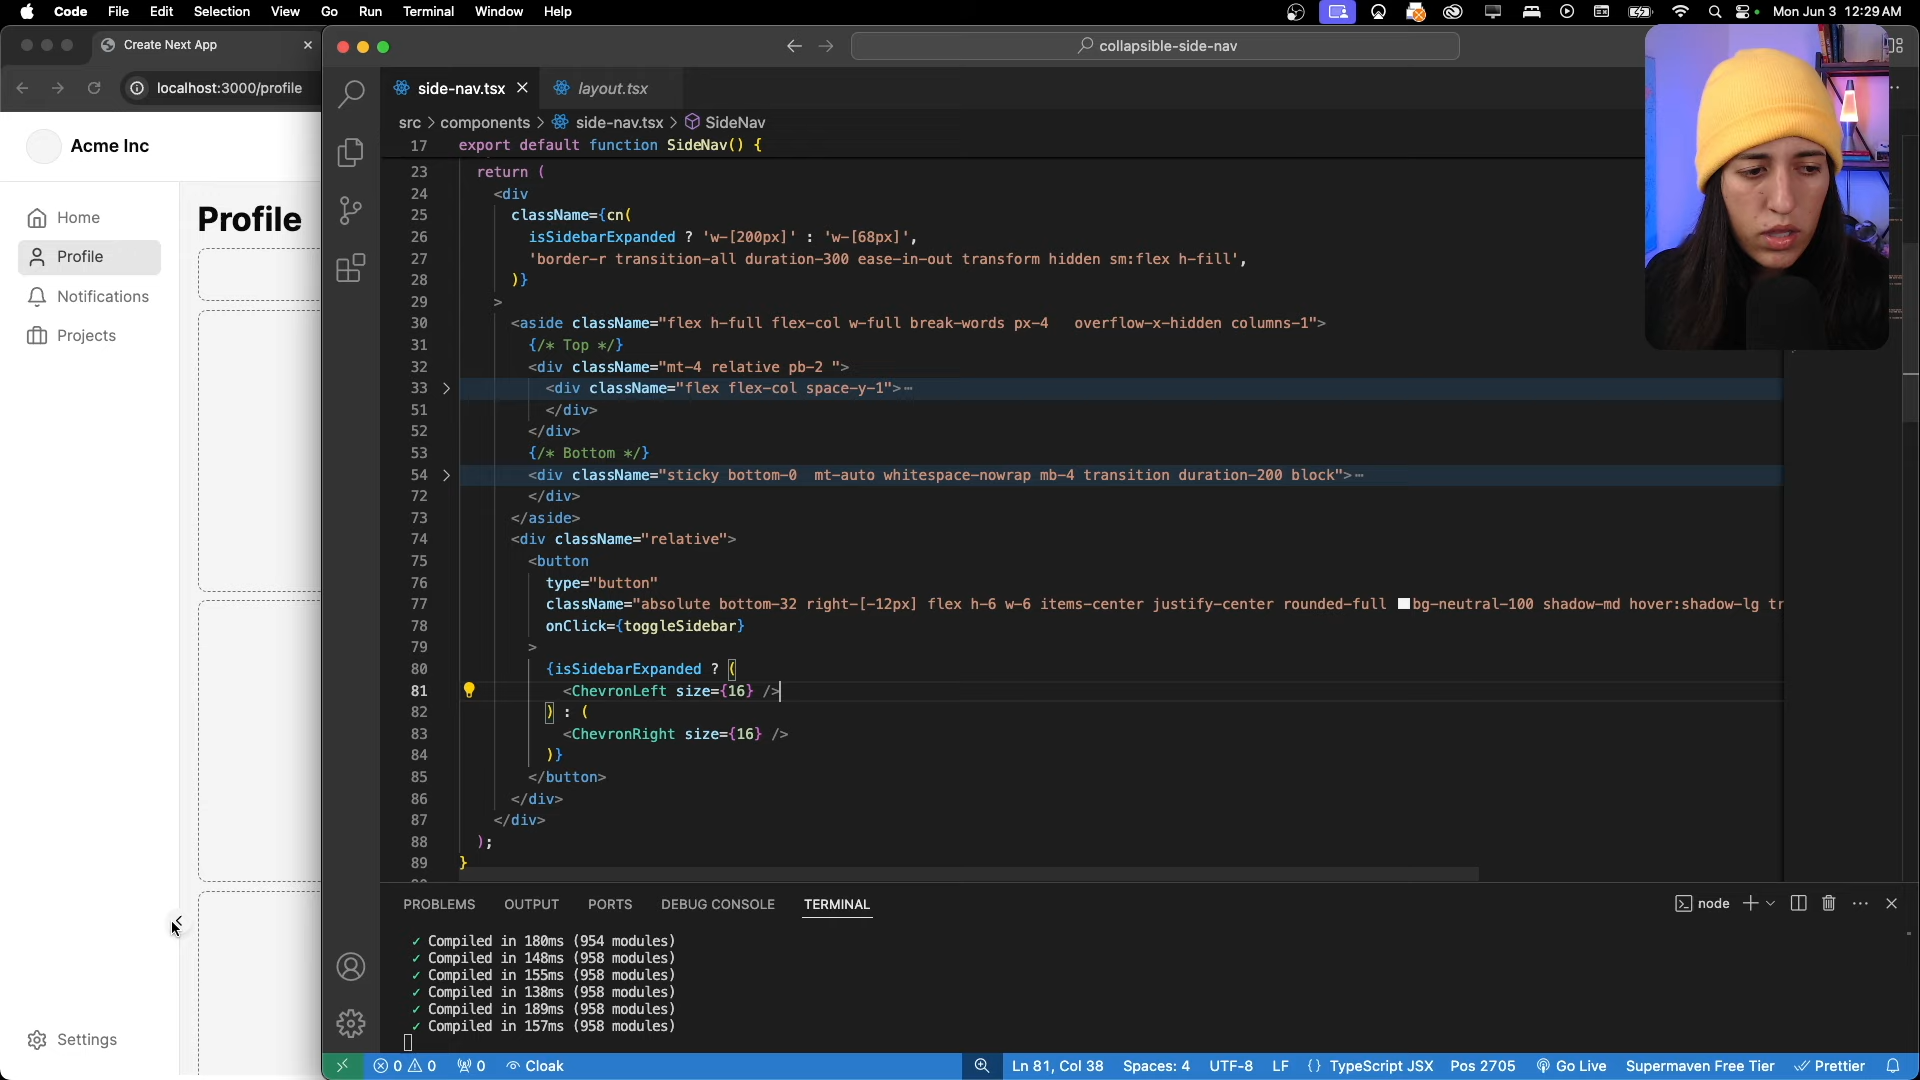 Code File Edit Selection View Go Run Terminal Window Help
Mon Jun 3 12:29 AM
Create Next App
localhost:3000/profile
Acme Inc
Home
Profile
Notifications
Projects
Settings
Profile
collapsible-side-nav
side-nav.tsx
layout.tsx
src > components > side-nav.tsx > SideNav
17 export default function SideNav() {
23 return (
24 <div
25 className={cn(
26 isSidebarExpanded ? 'w-[200px]' : 'w-[68px]',
27 'border-r transition-all duration-300 ease-in-out transform hidden sm:flex h-fill',
28 )}
29 >
30 <aside className="flex h-full flex-col w-full break-words px-4   overflow-x-hidden columns-1">
31 {/* Top */}
32 <div className="mt-4 relative pb-2 ">
33 <div className="flex flex-col space-y-1">
51 </div>
52 </div>
53 {/* Bottom */}
54 <div className="sticky bottom-0  mt-auto whitespace-nowrap mb-4 transition duration-200 block">
72 </div>
73 </aside>
74 <div className="relative">
75 <button
76 type="button"
77 className="absolute bottom-32 right-[-12px] flex h-6 w-6 items-center justify-center rounded-full bg-neutral-100 shadow-md hover:shadow-lg tr
78 onClick={toggleSidebar}
79 >
80 {isSidebarExpanded ? (
81 <ChevronLeft size={16} />
82 ) : (
83 <ChevronRight size={16} />
84 )}
85 </button>
86 </div>
87 </div>
88 );
89 }
PROBLEMS OUTPUT PORTS DEBUG CONSOLE TERMINAL
node
✓ Compiled in 180ms (954 modules)
✓ Compiled in 148ms (958 modules)
✓ Compiled in 155ms (958 modules)
✓ Compiled in 138ms (958 modules)
✓ Compiled in 189ms (958 modules)
✓ Compiled in 157ms (958 modules)
0 0 0 Cloak
Ln 81, Col 38 Spaces: 4 UTF-8 LF {} TypeScript JSX Pos 2705 Go Live Supermaven Free Tier Prettier